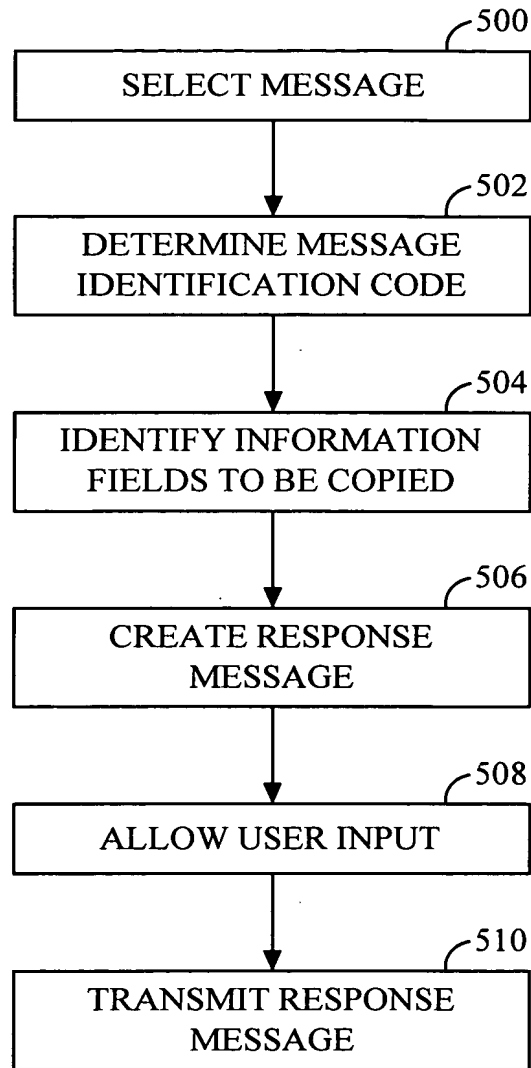 500
SELECT MESSAGE
502
DETERMINE MESSAGE
IDENTIFICATION CODE
504
IDENTIFY INFORMATION
FIELDS TO BE COPIED
506
CREATE RESPONSE
MESSAGE
508
ALLOW USER INPUT
510
TRANSMIT RESPONSE
MESSAGE